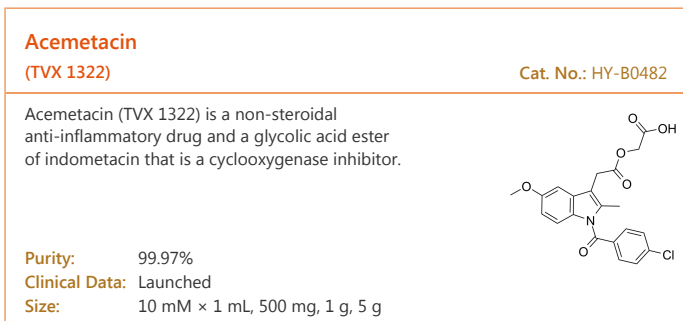 Acemetacin
(TVX 1322)
Cat. No.: HY-B0482
Acemetacin (TVX 1322) is a non-steroidal
anti-inflammatory drug and a glycolic acid ester
of indometacin that is a cyclooxygenase inhibitor.
O
OH
O
O
O
N
O
Cl
Purity: 99.97%
Clinical Data: Launched
Size: 10 mM × 1 mL, 500 mg, 1 g, 5 g